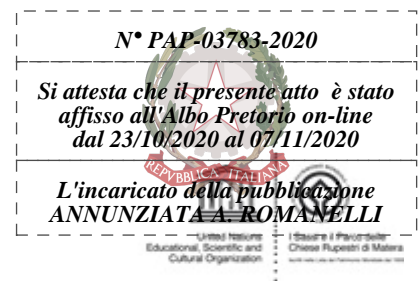 N° PAP-03783-2020
Si attesta che il presente atto è stato
affisso all'Albo Pretorio on-line
dal 23/10/2020 al 07/11/2020
REPVBBLICA ITALIANA
L'incaricato della pubblicazione
ANNUNZIATA A. ROMANELLI
United Nations
Educational, Scientific and
Cultural Organization
I Sassi e il Parco delle
Chiese Rupestri di Matera